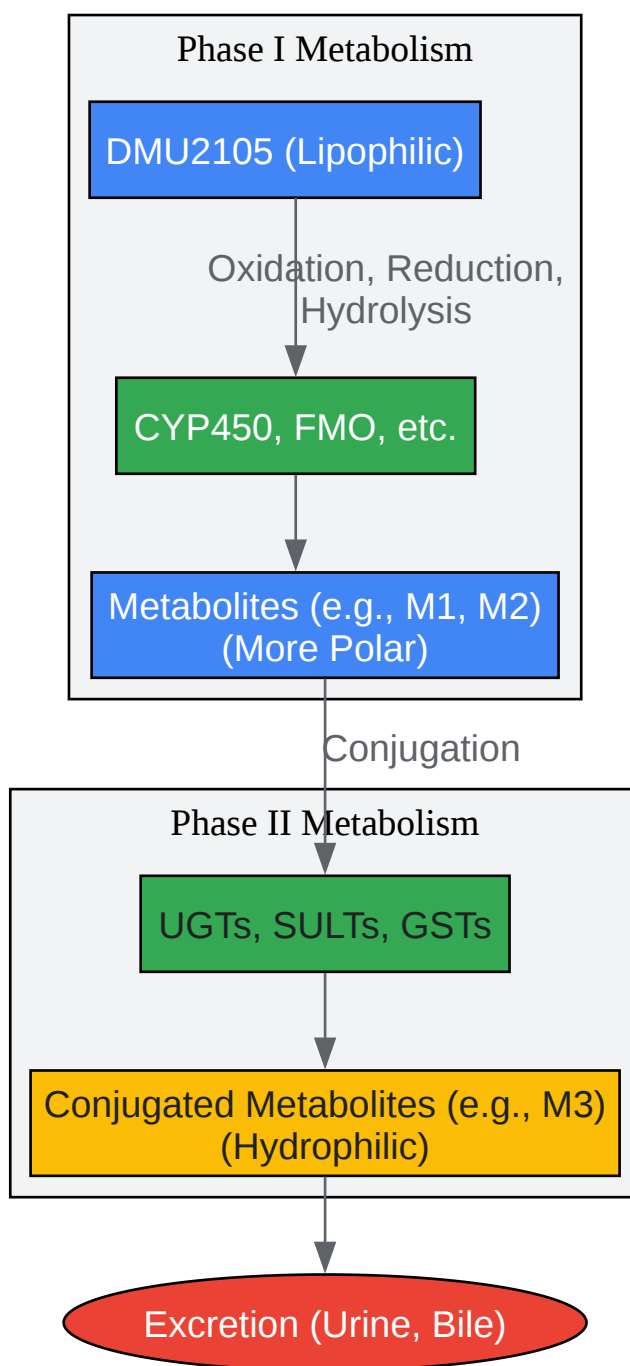 Phase I Metabolism
DMU2105 (Lipophilic)
Oxidation, Reduction,
Hydrolysis
CYP450, FMO, etc.
Metabolites (e.g., M1, M2)
(More Polar)
Conjugation
Phase II Metabolism
UGTs, SULTs, GSTs
Conjugated Metabolites (e.g., M3)
(Hydrophilic)
Excretion (Urine, Bile)